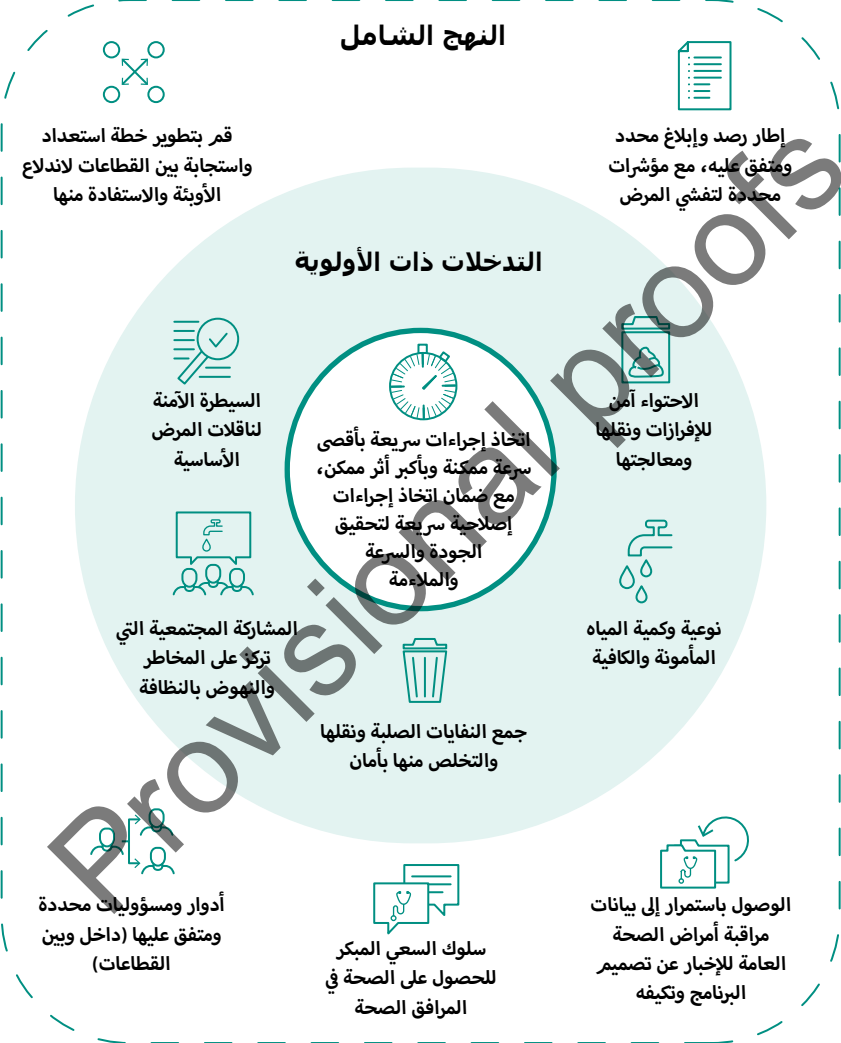 النهج الشامل
إطار رصد وإبلاغ محدد
ومتفق عليه، مع مؤشرات
محددة لتفشي المرض
قم بتطوير خطة استعداد
واستجابة بين القطاعات لاندلاع
الأوبئة والاستفادة منها
التدخلات ذات الأولوية
الاحتواء آمن
للإفرازات ونقلها
ومعالجتها
السيطرة الآمنة
لناقلات المرض
الأساسية
اتخاذ إجراءات سريعة بأقصى
سرعة ممكنة وبأكبر أثر ممكن،
مع ضمان اتخاذ إجراءات
إصلاحية سريعة لتحقيق
الجودة والسرعة
والملاءمة
نوعية وكمية المياه
المأمونة والكافية
المشاركة المجتمعية التي
تركز على المخاطر
والنهوض بالنظافة
جمع النفايات الصلبة ونقلها
والتخلص منها بأمان
الوصول باستمرار إلى بيانات
مراقبة أمراض الصحة
العامة للإخبار عن تصميم
البرنامج وتكيفه
سلوك السعي المبكر
للحصول على الصحة في
المرافق الصحة
أدوار ومسؤوليات محددة
ومتفق عليها (داخل وبين
القطاعات)
Provisional proofs